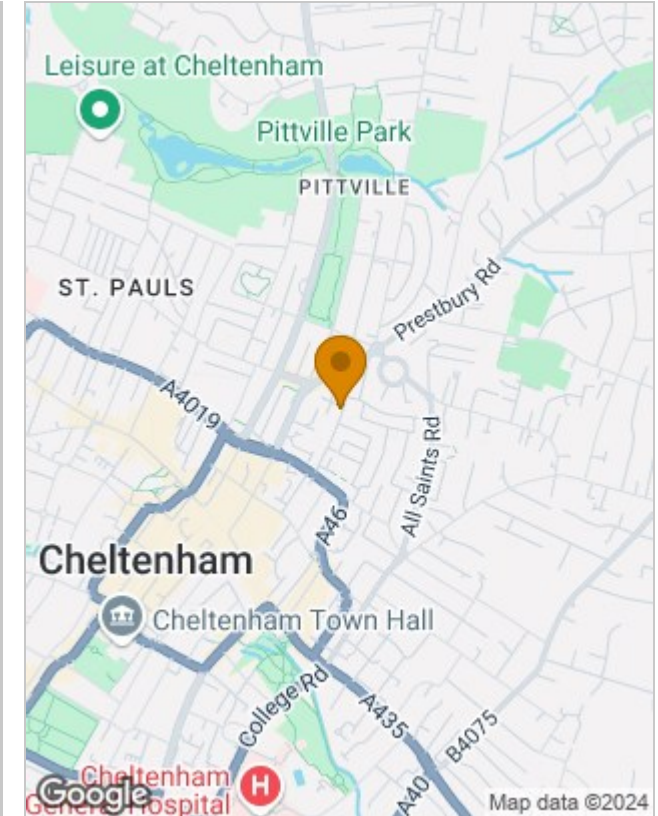 Leisure at Cheltenham
Pittville Park
PITTVILLE
Prestbury Rd
ST. PAULS
A4019
All Saints Rd
A46
Cheltenham
Cheltenham Town Hall
College Rd
A435
B4075
A40
Cheltenham
General Hospital
H
Google
Map data ©2024